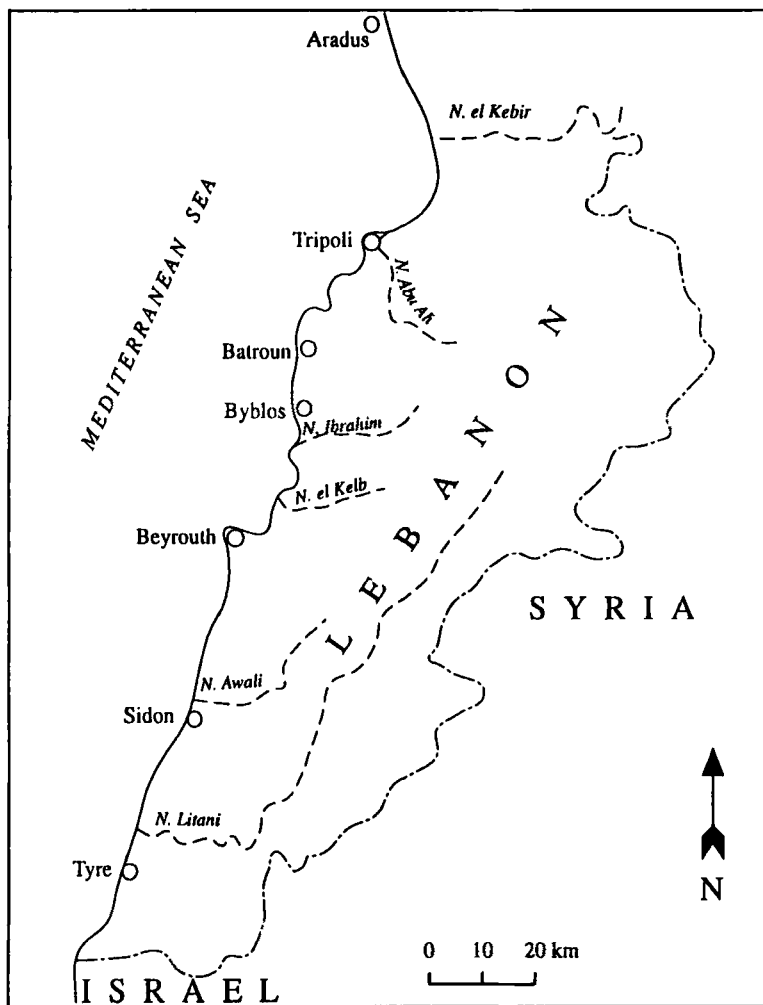 Aradus
N. el Kebir
MEDITERRANEAN SEA
Tripoli
N. Abu Ali
Batroun
Byblos
N. Ibrahim
N. el Kelb
Beyrouth
LEBANON
SYRIA
N. Awali
Sidon
N. Litani
Tyre
N
0 10 20 km
ISRAEL